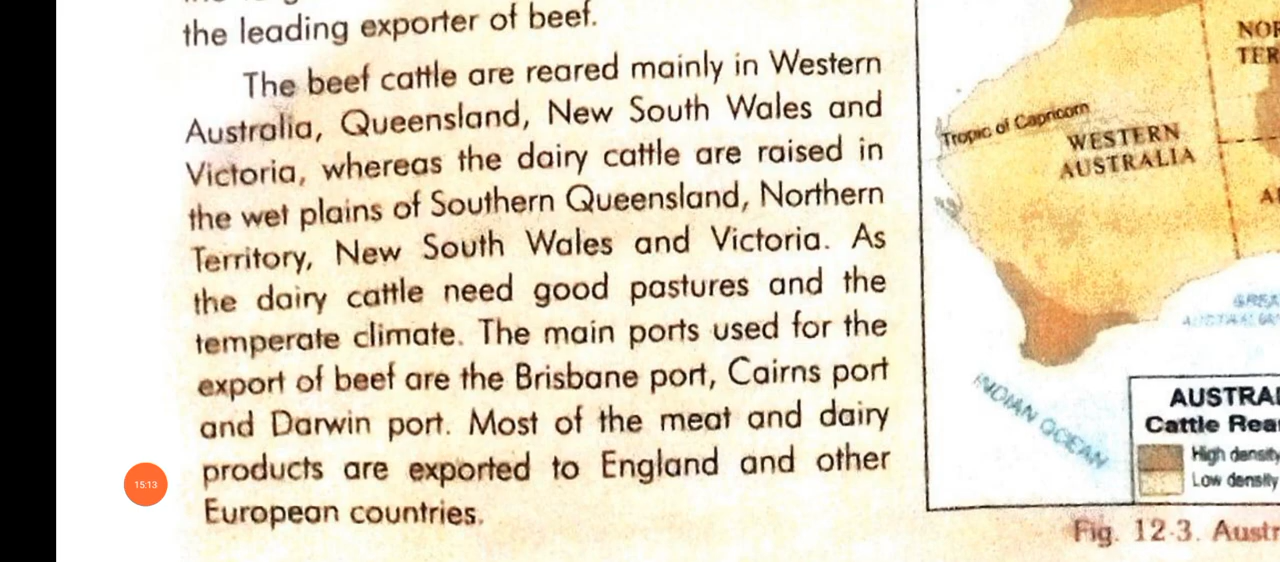 the leading exporter of beef.
The beef cattle are reared mainly in Western
Australia, Queensland, New South Wales and
Victoria, whereas the dairy cattle are raised in
the wet plains of Southern Queensland, Northern
Territory, New South Wales and Victoria. As
the dairy cattle need good pastures and the
temperate climate. The main ports used for the
export of beef are the Brisbane port, Cairns port
and Darwin port. Most of the meat and dairy
products are exported to England and other
European countries.
15:13
NOR
TER
Tropic of Capricorn
WESTERN
AUSTRALIA
INDIAN OCEAN
AUSTRAL
Cattle Rear
High density
Low density
Fig. 12·3. Austr